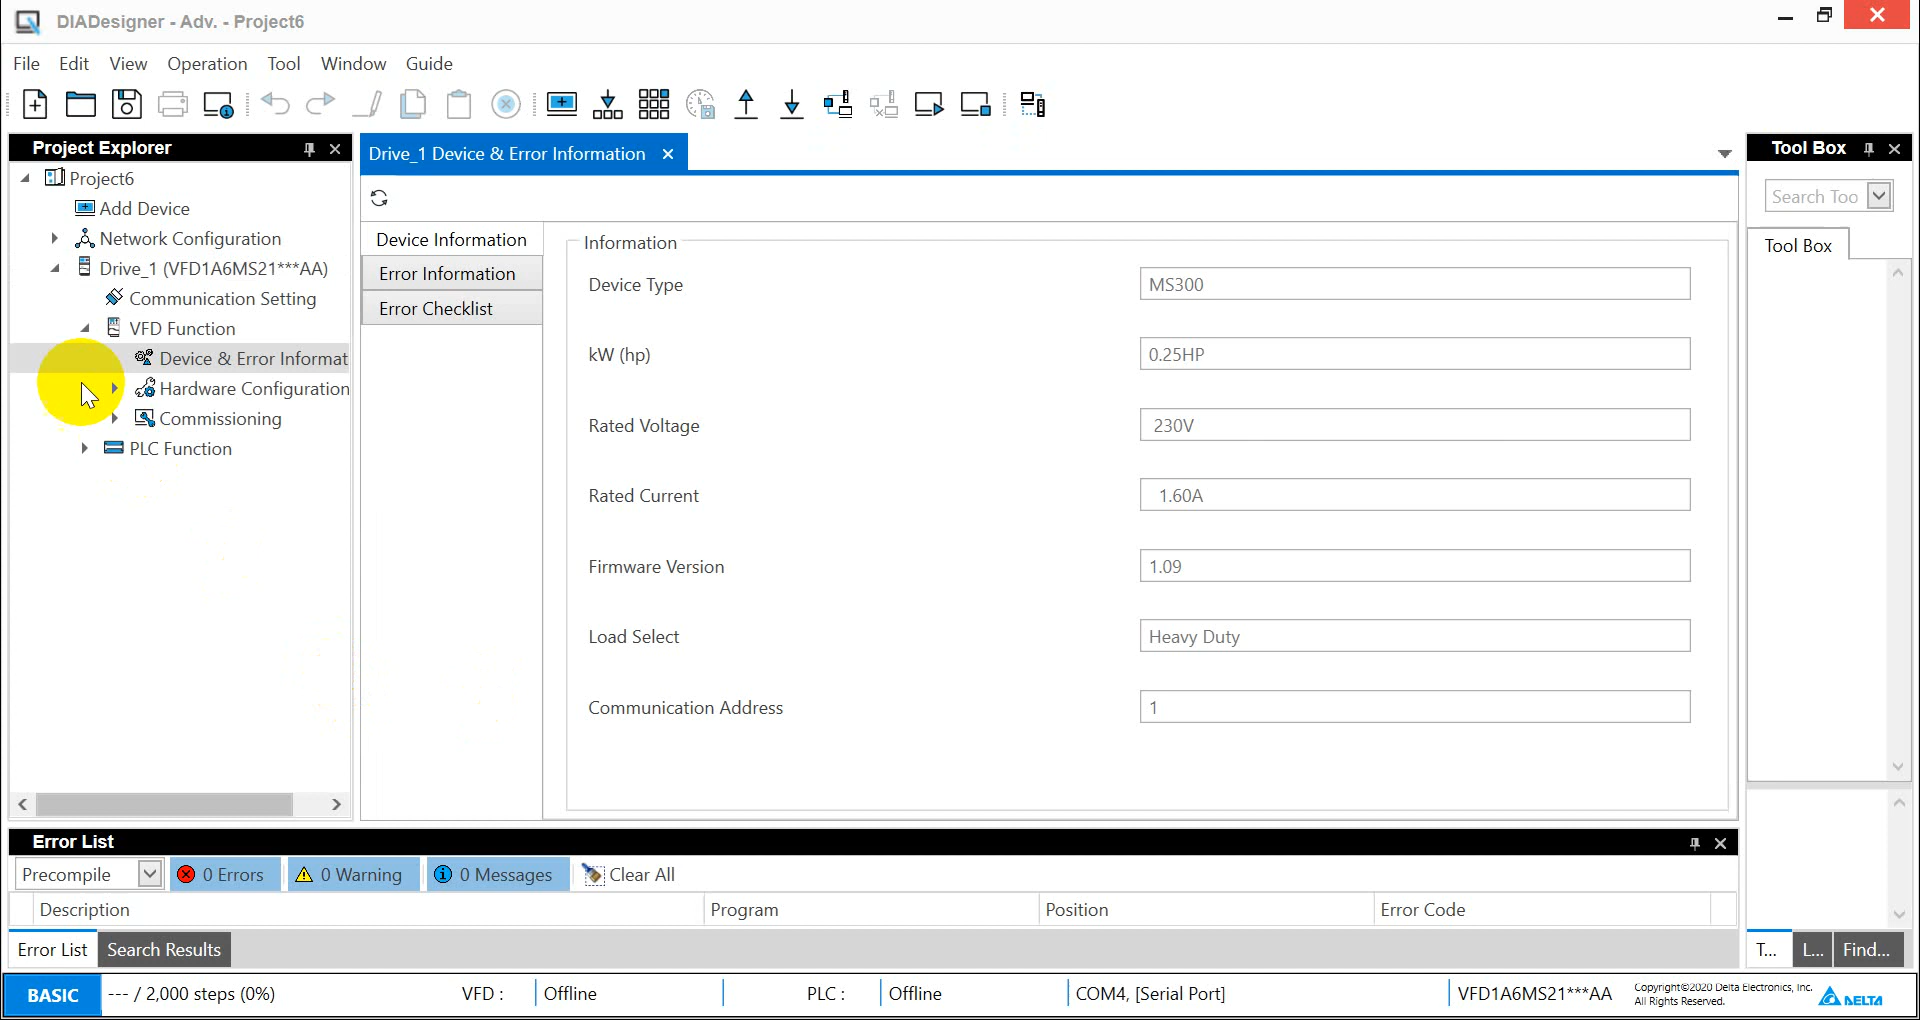 DIADesigner - Adv. - Project6
File Edit View Operation Tool Window Guide
Project Explorer
Project6
Add Device
Network Configuration
Drive_1 (VFD1A6MS21***AA)
Communication Setting
VFD Function
Device & Error Informat
Hardware Configuration
Commissioning
PLC Function
Drive_1 Device & Error Information
Device Information
Error Information
Error Checklist
Information
Device Type MS300
kW (hp) 0.25HP
Rated Voltage 230V
Rated Current 1.60A
Firmware Version 1.09
Load Select Heavy Duty
Communication Address 1
Tool Box
Search Too
Tool Box
Error List
Precompile 0 Errors 0 Warning 0 Messages Clear All
Description Program Position Error Code
Error List Search Results
T... L... Find...
BASIC --- / 2,000 steps (0%) VFD : Offline PLC : Offline COM4, [Serial Port] VFD1A6MS21***AA
Copyright©2020 Delta Electronics, Inc.
All Rights Reserved.
DELTA